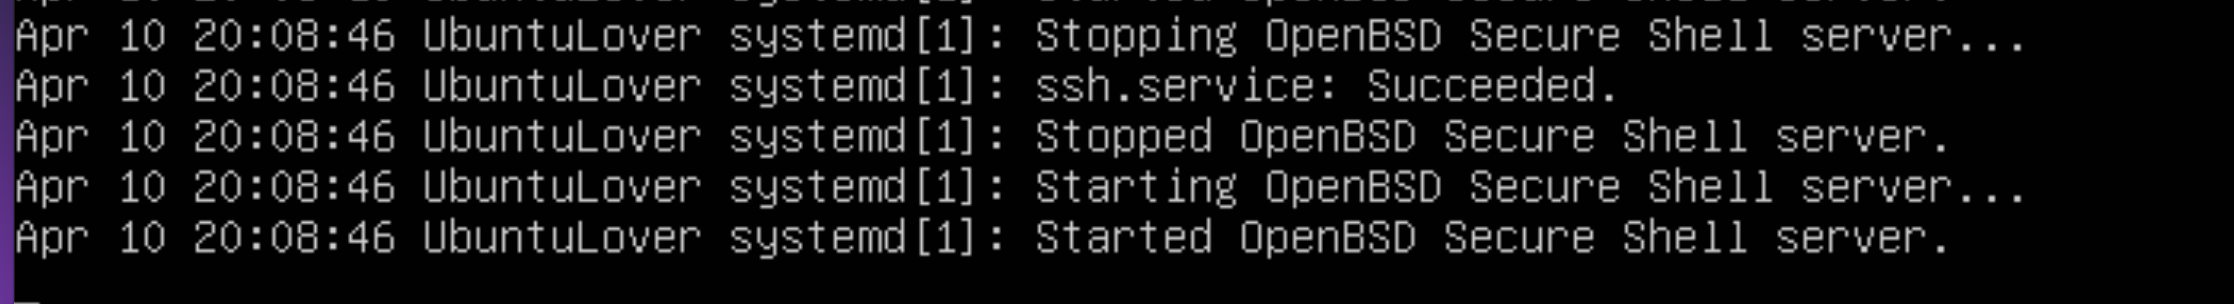 Apr 10 20:08:46 UbuntuLover systemd[1]: Stopping OpenBSD Secure Shell server...
Apr 10 20:08:46 UbuntuLover systemd[1]: ssh.service: Succeeded.
Apr 10 20:08:46 UbuntuLover systemd[1]: Stopped OpenBSD Secure Shell server.
Apr 10 20:08:46 UbuntuLover systemd[1]: Starting OpenBSD Secure Shell server...
Apr 10 20:08:46 UbuntuLover systemd[1]: Started OpenBSD Secure Shell server.